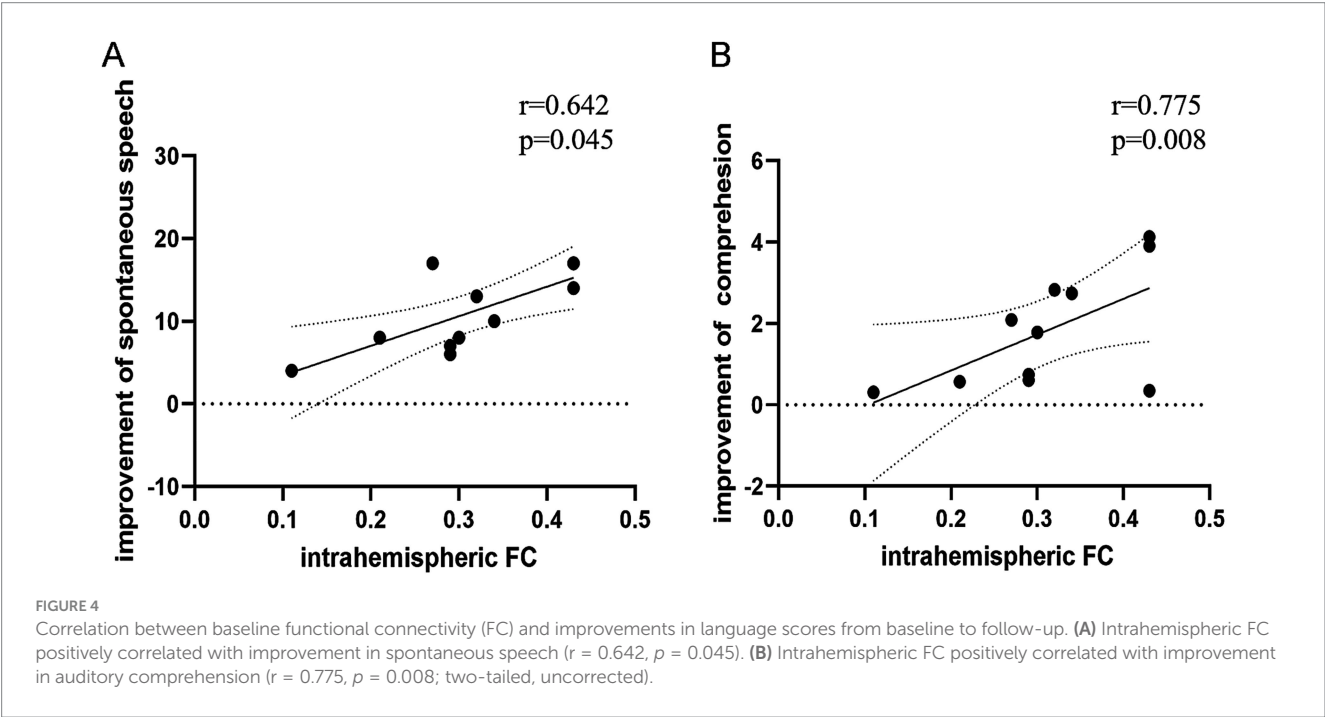 A
improvement of spontaneous speech
r=0.642
p=0.045
30
20
10
0
-10
0.0 0.1 0.2 0.3 0.4 0.5
intrahemispheric FC
B
improvement of comprehesion
r=0.775
p=0.008
6
4
2
0
-2
0.0 0.1 0.2 0.3 0.4 0.5
intrahemispheric FC
FIGURE 4
Correlation between baseline functional connectivity (FC) and improvements in language scores from baseline to follow-up. (A) Intrahemispheric FC
positively correlated with improvement in spontaneous speech (r = 0.642, p = 0.045). (B) Intrahemispheric FC positively correlated with improvement
in auditory comprehension (r = 0.775, p = 0.008; two-tailed, uncorrected).